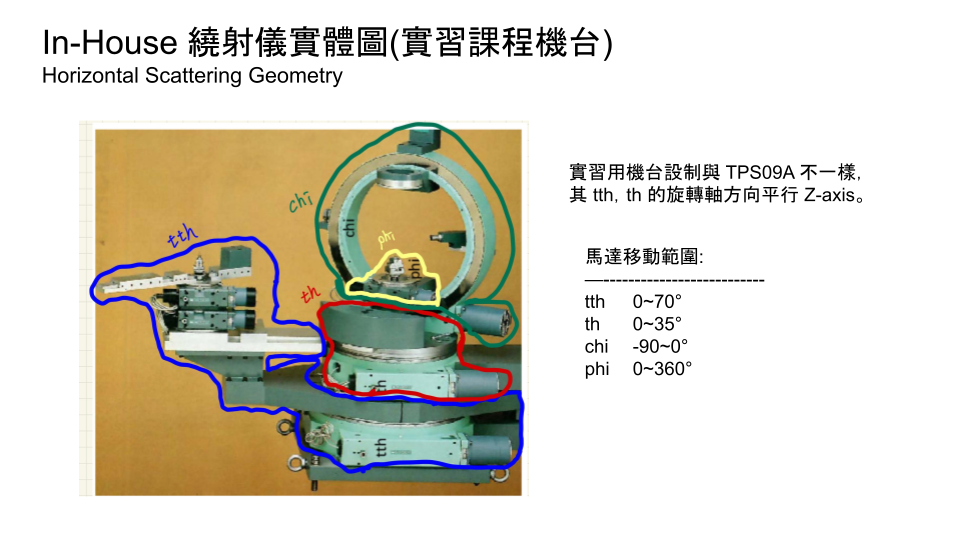 In-House 繞射儀實體圖(實習課程機台)
Horizontal Scattering Geometry
實習用機台設制與 TPS09A 不一樣,
其 tth, th 的旋轉軸方向平行 Z-axis。
馬達移動範圍:
—--------------------------
tth 0~70°
th 0~35°
chi -90~0°
phi 0~360°
chi
chi
phi
phi
tth
th
th
tth